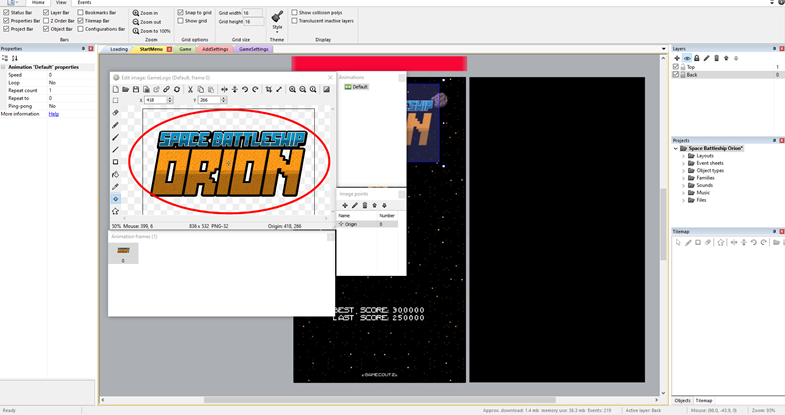 Home View Events
Status Bar Layer Bar Bookmarks Bar
Properties Bar Z Order Bar Tilemap Bar
Project Bar Object Bar Configurations Bar
Bars
Zoom in
Zoom out
Zoom to 100%
Zoom
Snap to grid
Show grid
Grid options
Grid width 16
Grid height 16
Grid size
Style
Theme
Show collision polys
Translucent inactive layers
Display
Properties
Animation "Default" properties
Speed 0
Loop No
Repeat count 1
Repeat to 0
Ping-pong No
More information Help
Loading StartMenu Game AddSettings GameSettings
Edit image: GameLogo (Default, frame 0)
X 418 Y 266
SPACE BATTLESHIP
ORION
50% Mouse: 399, 6 836 x 532 PNG-32 Origin: 418, 266
Animation frames (1)
0
Animations
Default
Image points
Name Number
Origin 0
BEST SCORE: 300000
LAST SCORE: 250000
Layers
Top 1
Back 0
Projects
Space Battleship Orion*
Layouts
Event sheets
Object types
Families
Sounds
Music
Files
Tilemap
Objects Tilemap
Ready
Approx. download: 1.4 mb memory use: 36.3 mb Events: 219 Active layer: Back Mouse: (98.0, -43.9, 0) Zoom: 93%